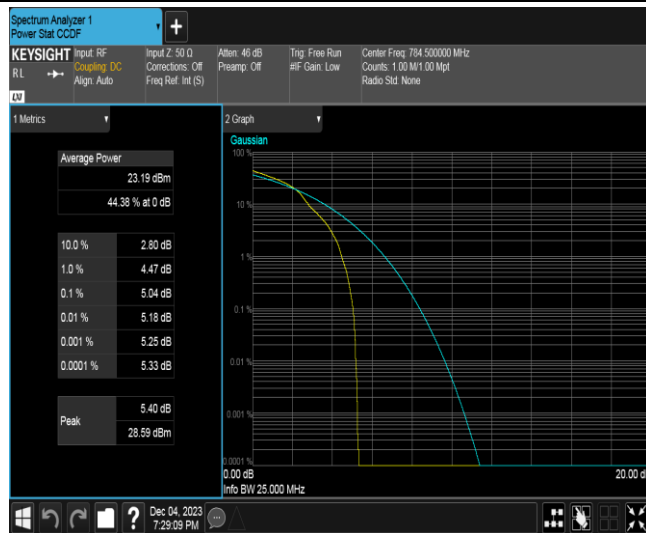 Spectrum Analyzer 1
Power Stat CCDF
KEYSIGHT
RL
Input: RF
Coupling: DC
Align: Auto
Input Z: 50 Ω
Corrections: Off
Freq Ref: Int (S)
Atten: 46 dB
Preamp: Off
Trig: Free Run
#IF Gain: Low
Center Freq: 784.500000 MHz
Counts: 1.00 M/1.00 Mpt
Radio Std: None
1 Metrics
Average Power
23.19 dBm
44.38 % at 0 dB
10.0 % 2.80 dB
1.0 % 4.47 dB
0.1 % 5.04 dB
0.01 % 5.18 dB
0.001 % 5.25 dB
0.0001 % 5.33 dB
Peak
5.40 dB
28.59 dBm
2 Graph
Gaussian
100 %
10 %
1 %
0.1 %
0.01 %
0.001 %
0.0001 %
0.00 dB
20.00 d
Info BW 25.000 MHz
Dec 04, 2023
7:29:09 PM